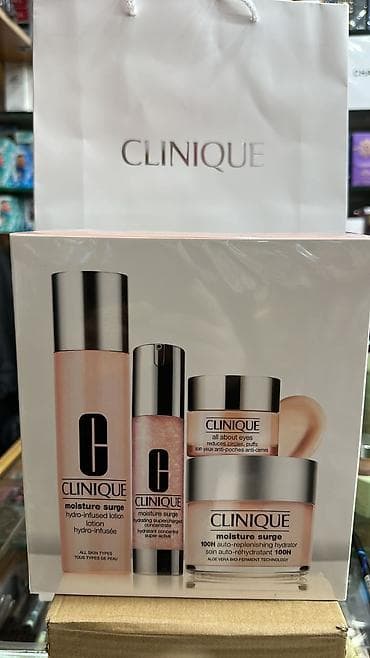 CLINIQUE
C
CLINIQUE
moisture surge
hydro-infused lotion
lotion
hydro-infusée
ALL SKIN TYPES
TOUS TYPES DE PEAU
C
CLINIQUE
moisture surge
hydrating supercharged
concentrate
hydratant concentré
super-activé
CLINIQUE
all about eyes
reduces circles, puffs
soin yeux anti-poches anti-cernes
CLINIQUE
moisture surge
100H auto-replenishing hydrator
soin auto-réhydratant 100H
ALOE VERA BIO-FERMENT TECHNOLOGY